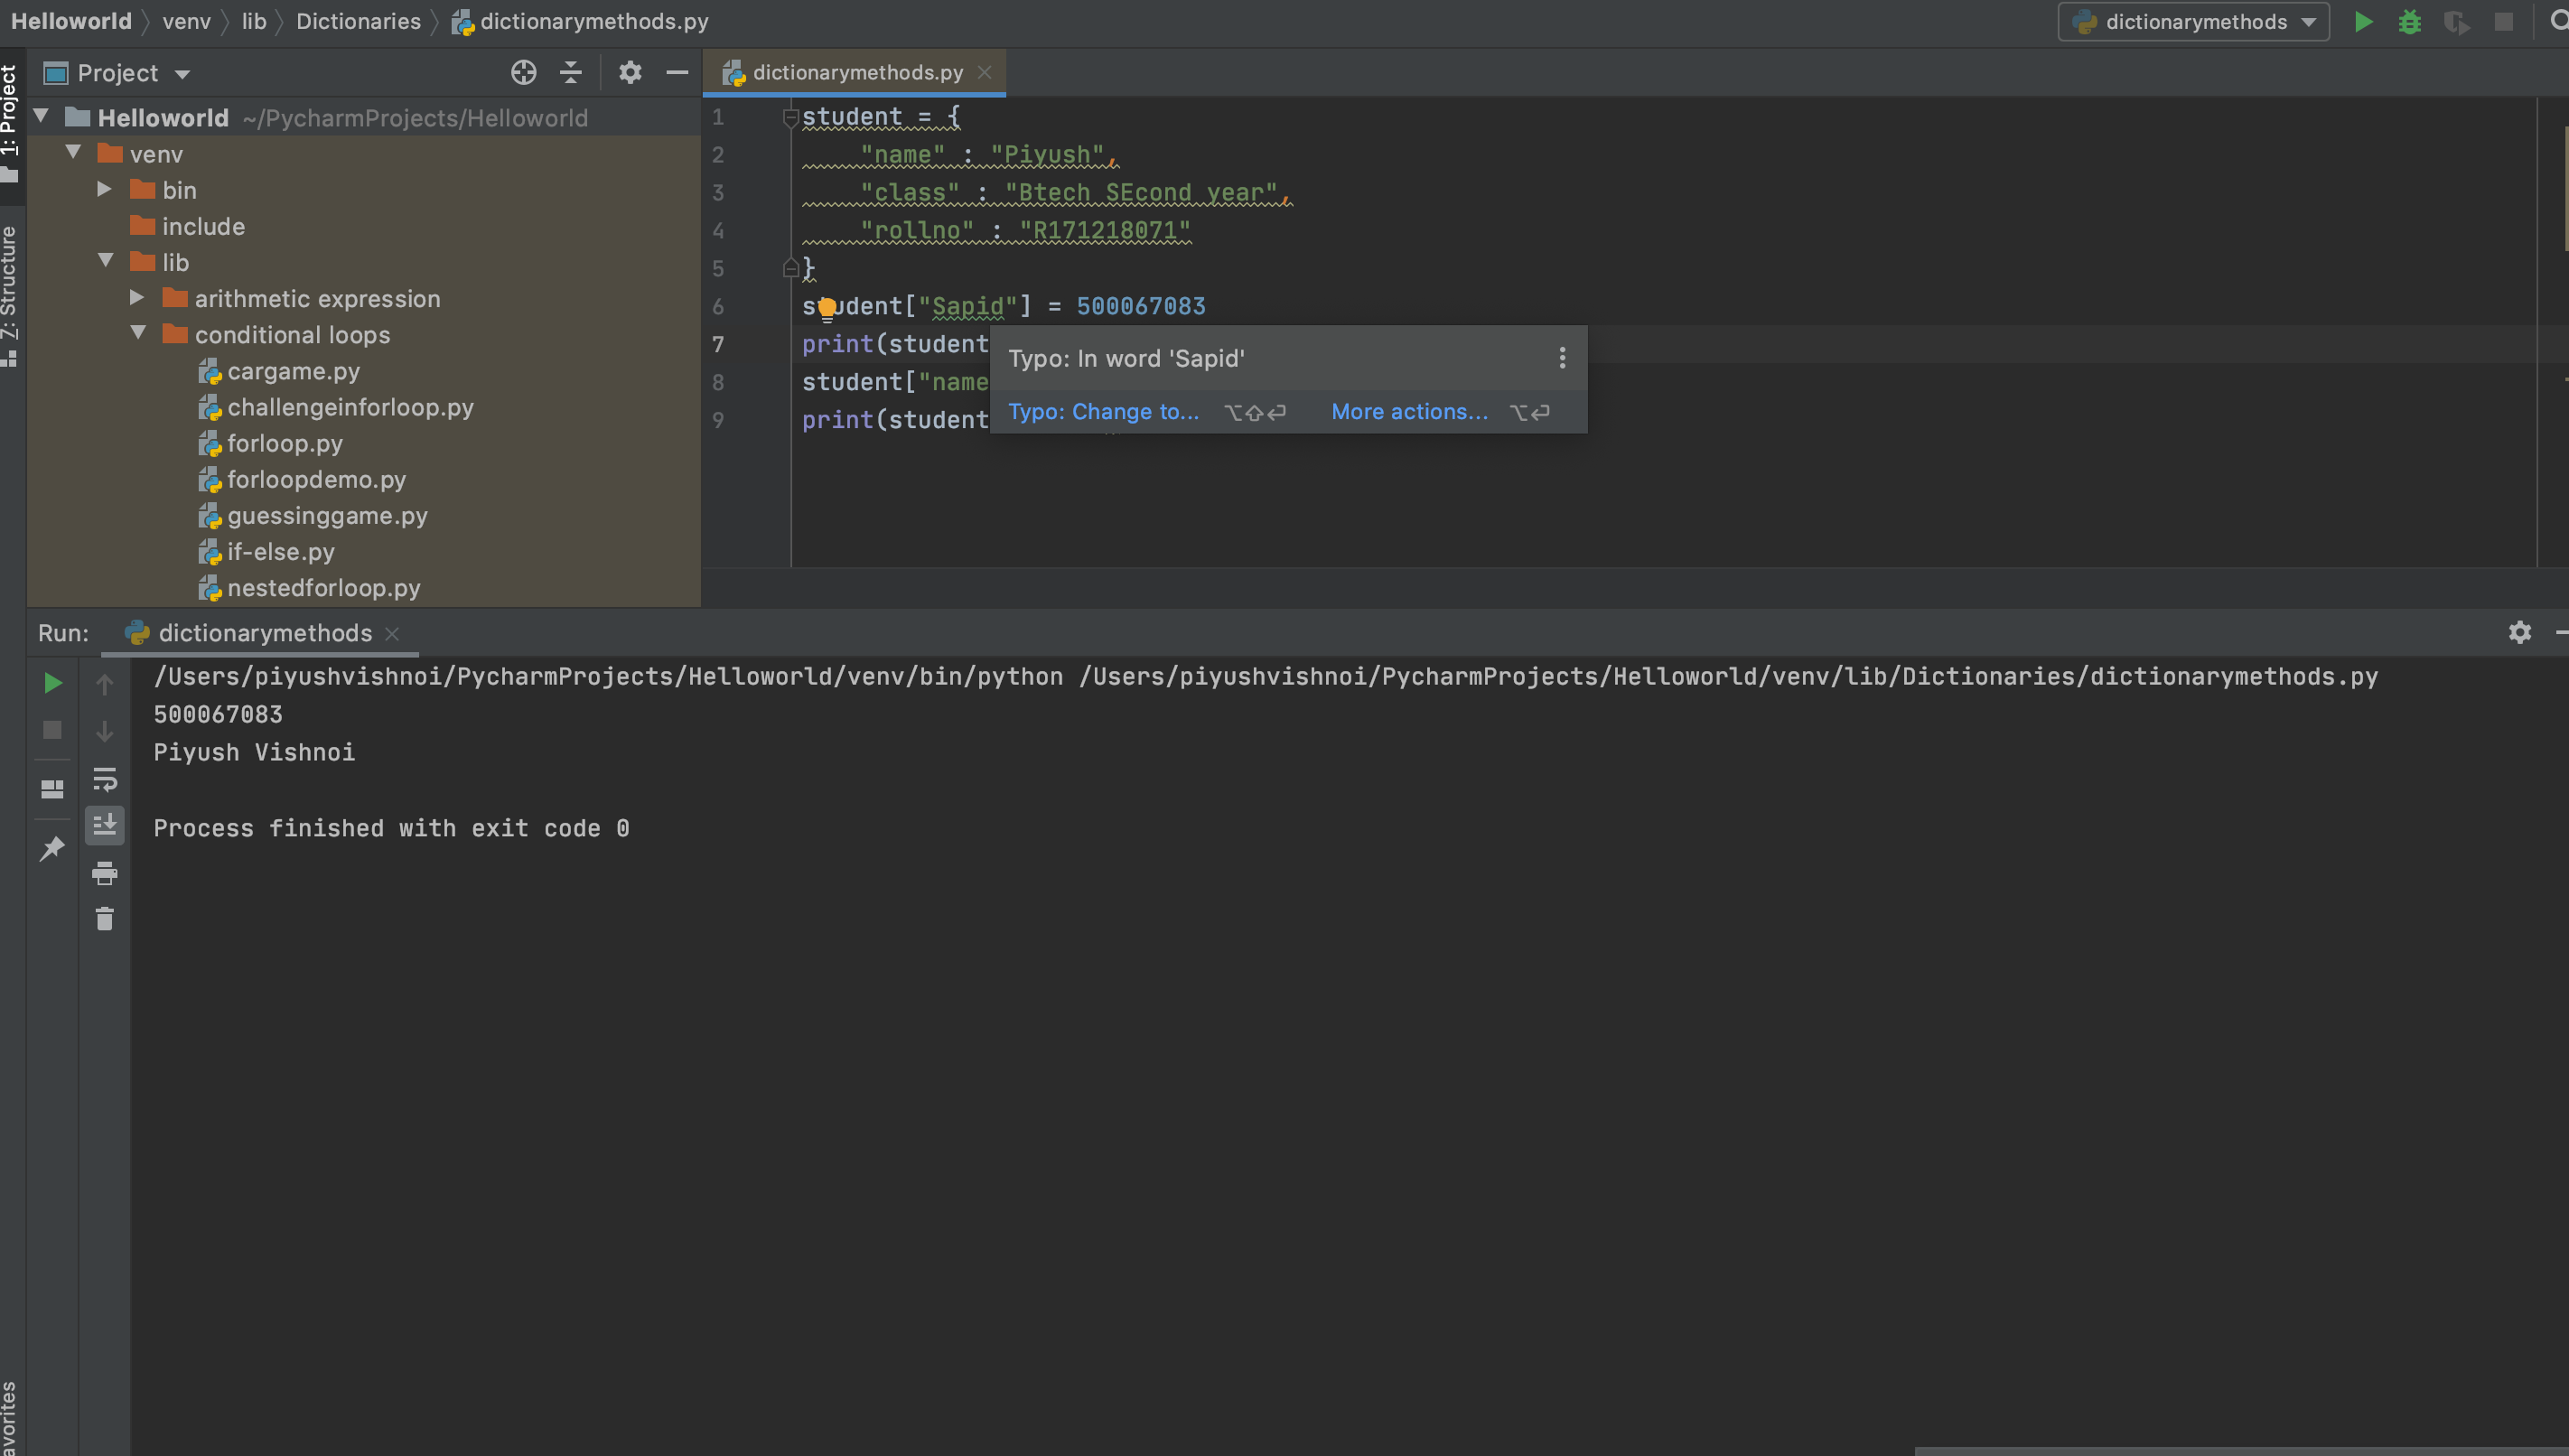 Helloworld venv lib Dictionaries dictionarymethods.py
dictionarymethods
1: Project
7: Structure
avorites
Project
Helloworld ~/PycharmProjects/Helloworld
venv
bin
include
lib
arithmetic expression
conditional loops
cargame.py
challengeinforloop.py
forloop.py
forloopdemo.py
guessinggame.py
if-else.py
nestedforloop.py
dictionarymethods.py
1 student = {
2 "name" : "Piyush",
3 "class" : "Btech SEcond year",
4 "rollno" : "R171218071"
5 }
6 student["Sapid"] = 500067083
7 print(student
8 student["name
9 print(student
Typo: In word 'Sapid'
Typo: Change to... ⌥⇧⏎ More actions... ⌥⏎
Run: dictionarymethods
/Users/piyushvishnoi/PycharmProjects/Helloworld/venv/bin/python /Users/piyushvishnoi/PycharmProjects/Helloworld/venv/lib/Dictionaries/dictionarymethods.py
500067083
Piyush Vishnoi
Process finished with exit code 0